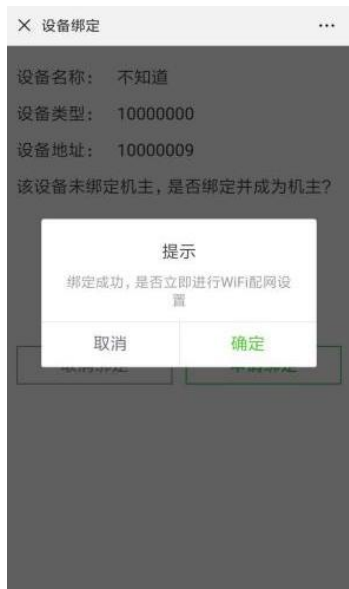 设备绑定
设备名称： 不知道
设备类型： 10000000
设备地址： 10000009
该设备未绑定机主，是否绑定并成为机主？
提示
绑定成功，是否立即进行WiFi配网设
置
取消 确定